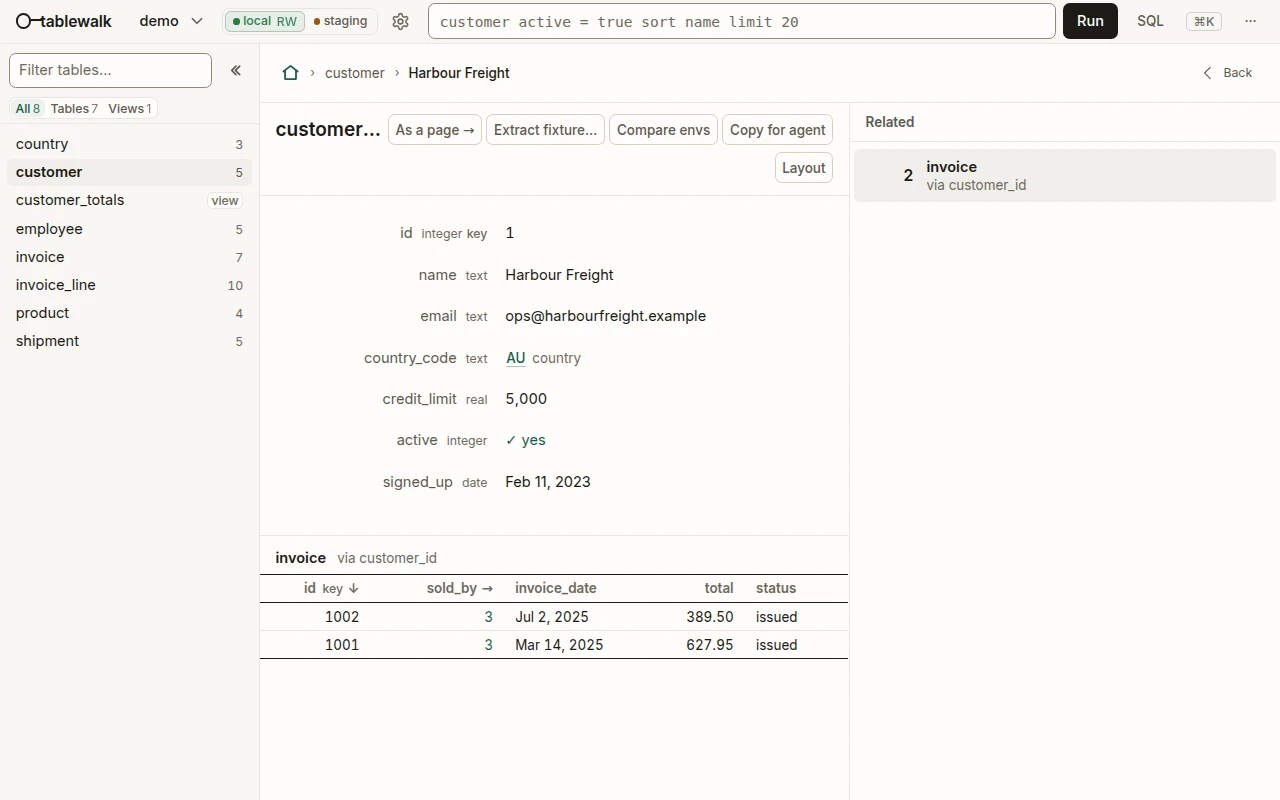 tablewalk demo local RW staging customer active = true sort name limit 20 Run SQL ⌘K ···
Filter tables... «
All 8 Tables 7 Views 1
country 3
customer 5
customer_totals view
employee 5
invoice 7
invoice_line 10
product 4
shipment 5
› customer › Harbour Freight Back
customer... As a page → Extract fixture... Compare envs Copy for agent
Layout
id integer key 1
name text Harbour Freight
email text ops@harbourfreight.example
country_code text AU country
credit_limit real 5,000
active integer ✓ yes
signed_up date Feb 11, 2023
invoice via customer_id
id key ↓ sold_by → invoice_date total status
1002 3 Jul 2, 2025 389.50 issued
1001 3 Mar 14, 2025 627.95 issued
Related
2 invoice
via customer_id